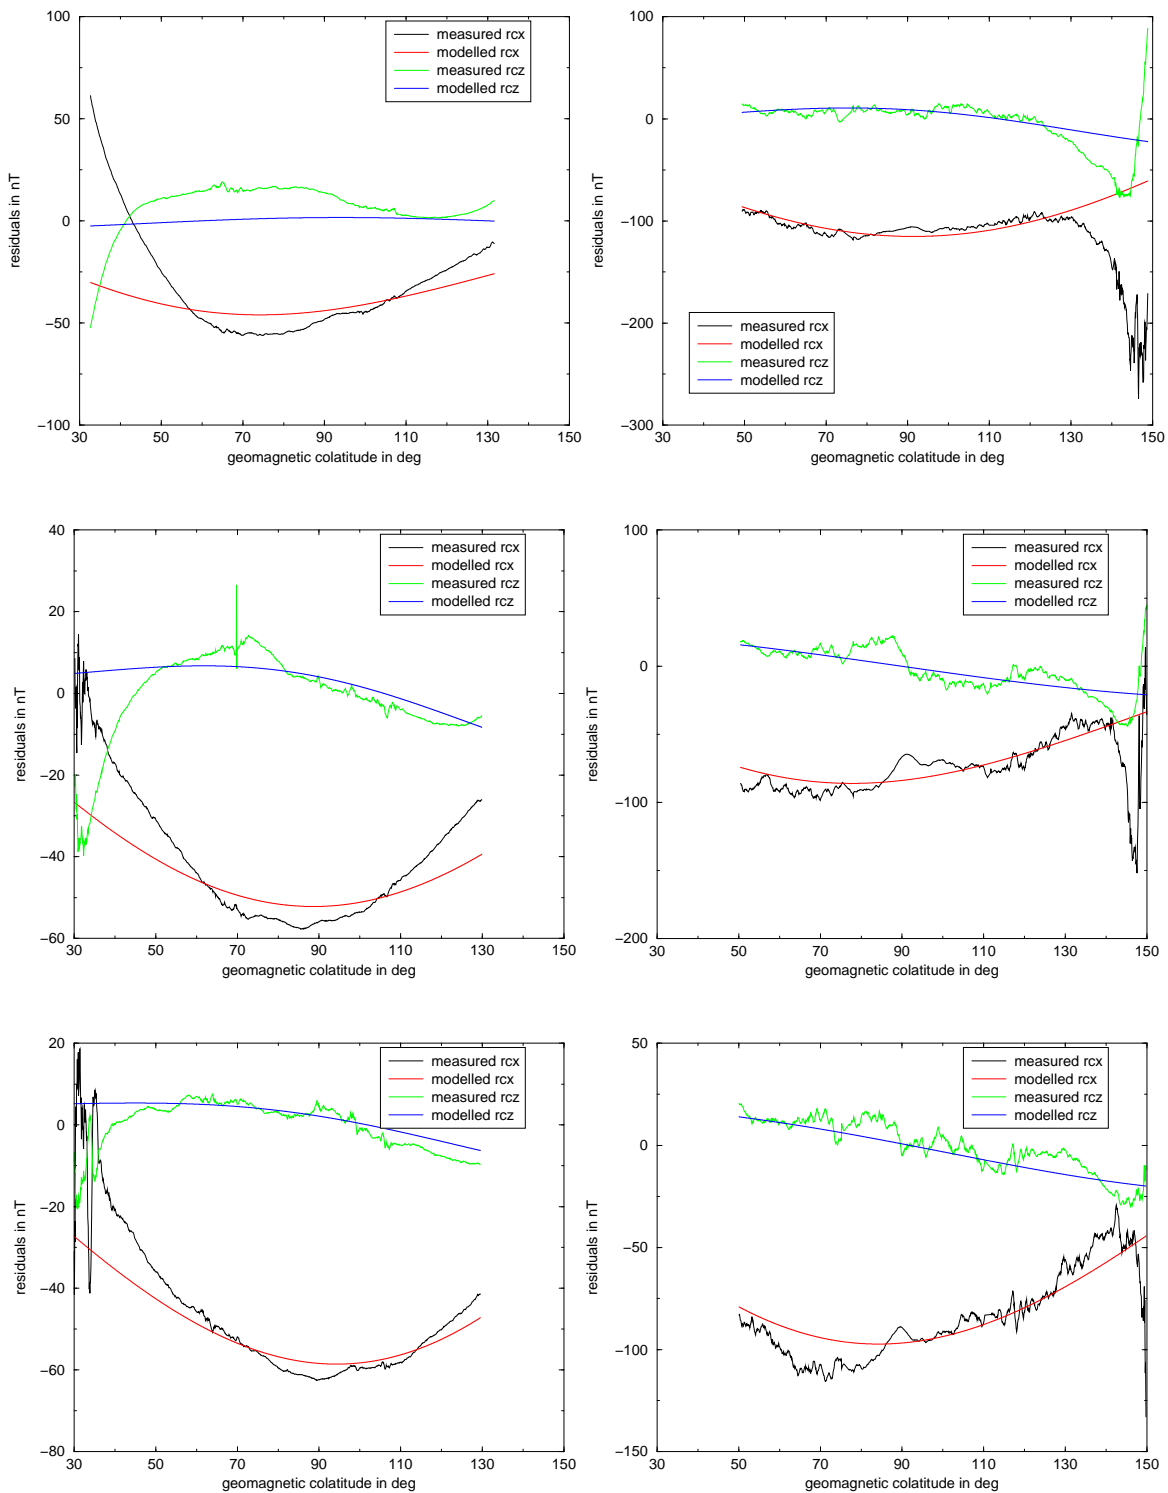 100
50
0
−50
−100
residuals in nT
30 50 70 90 110 130 150
geomagnetic colatitude in deg
measured rcx
modelled rcx
measured rcz
modelled rcz
100
0
−100
−200
−300
residuals in nT
30 50 70 90 110 130 150
geomagnetic colatitude in deg
measured rcx
modelled rcx
measured rcz
modelled rcz
40
20
0
−20
−40
−60
residuals in nT
30 50 70 90 110 130 150
geomagnetic colatitude in deg
measured rcx
modelled rcx
measured rcz
modelled rcz
100
0
−100
−200
residuals in nT
30 50 70 90 110 130 150
geomagnetic colatitude in deg
measured rcx
modelled rcx
measured rcz
modelled rcz
20
0
−20
−40
−60
−80
residuals in nT
30 50 70 90 110 130 150
geomagnetic colatitude in deg
measured rcx
modelled rcx
measured rcz
modelled rcz
50
0
−50
−100
−150
residuals in nT
30 50 70 90 110 130 150
geomagnetic colatitude in deg
measured rcx
modelled rcx
measured rcz
modelled rcz